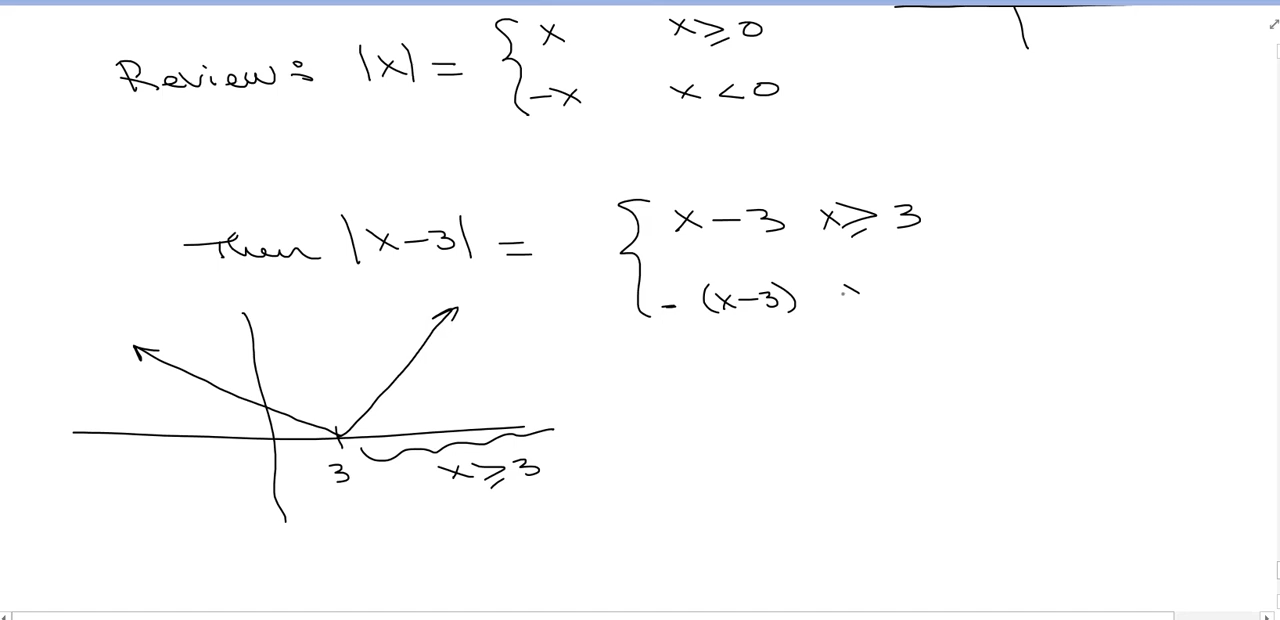 Review: |x| = { x x ≥ 0
-x x < 0
Then |x-3| = { x-3 x ≥ 3
-(x-3)
3 x ≥ 3